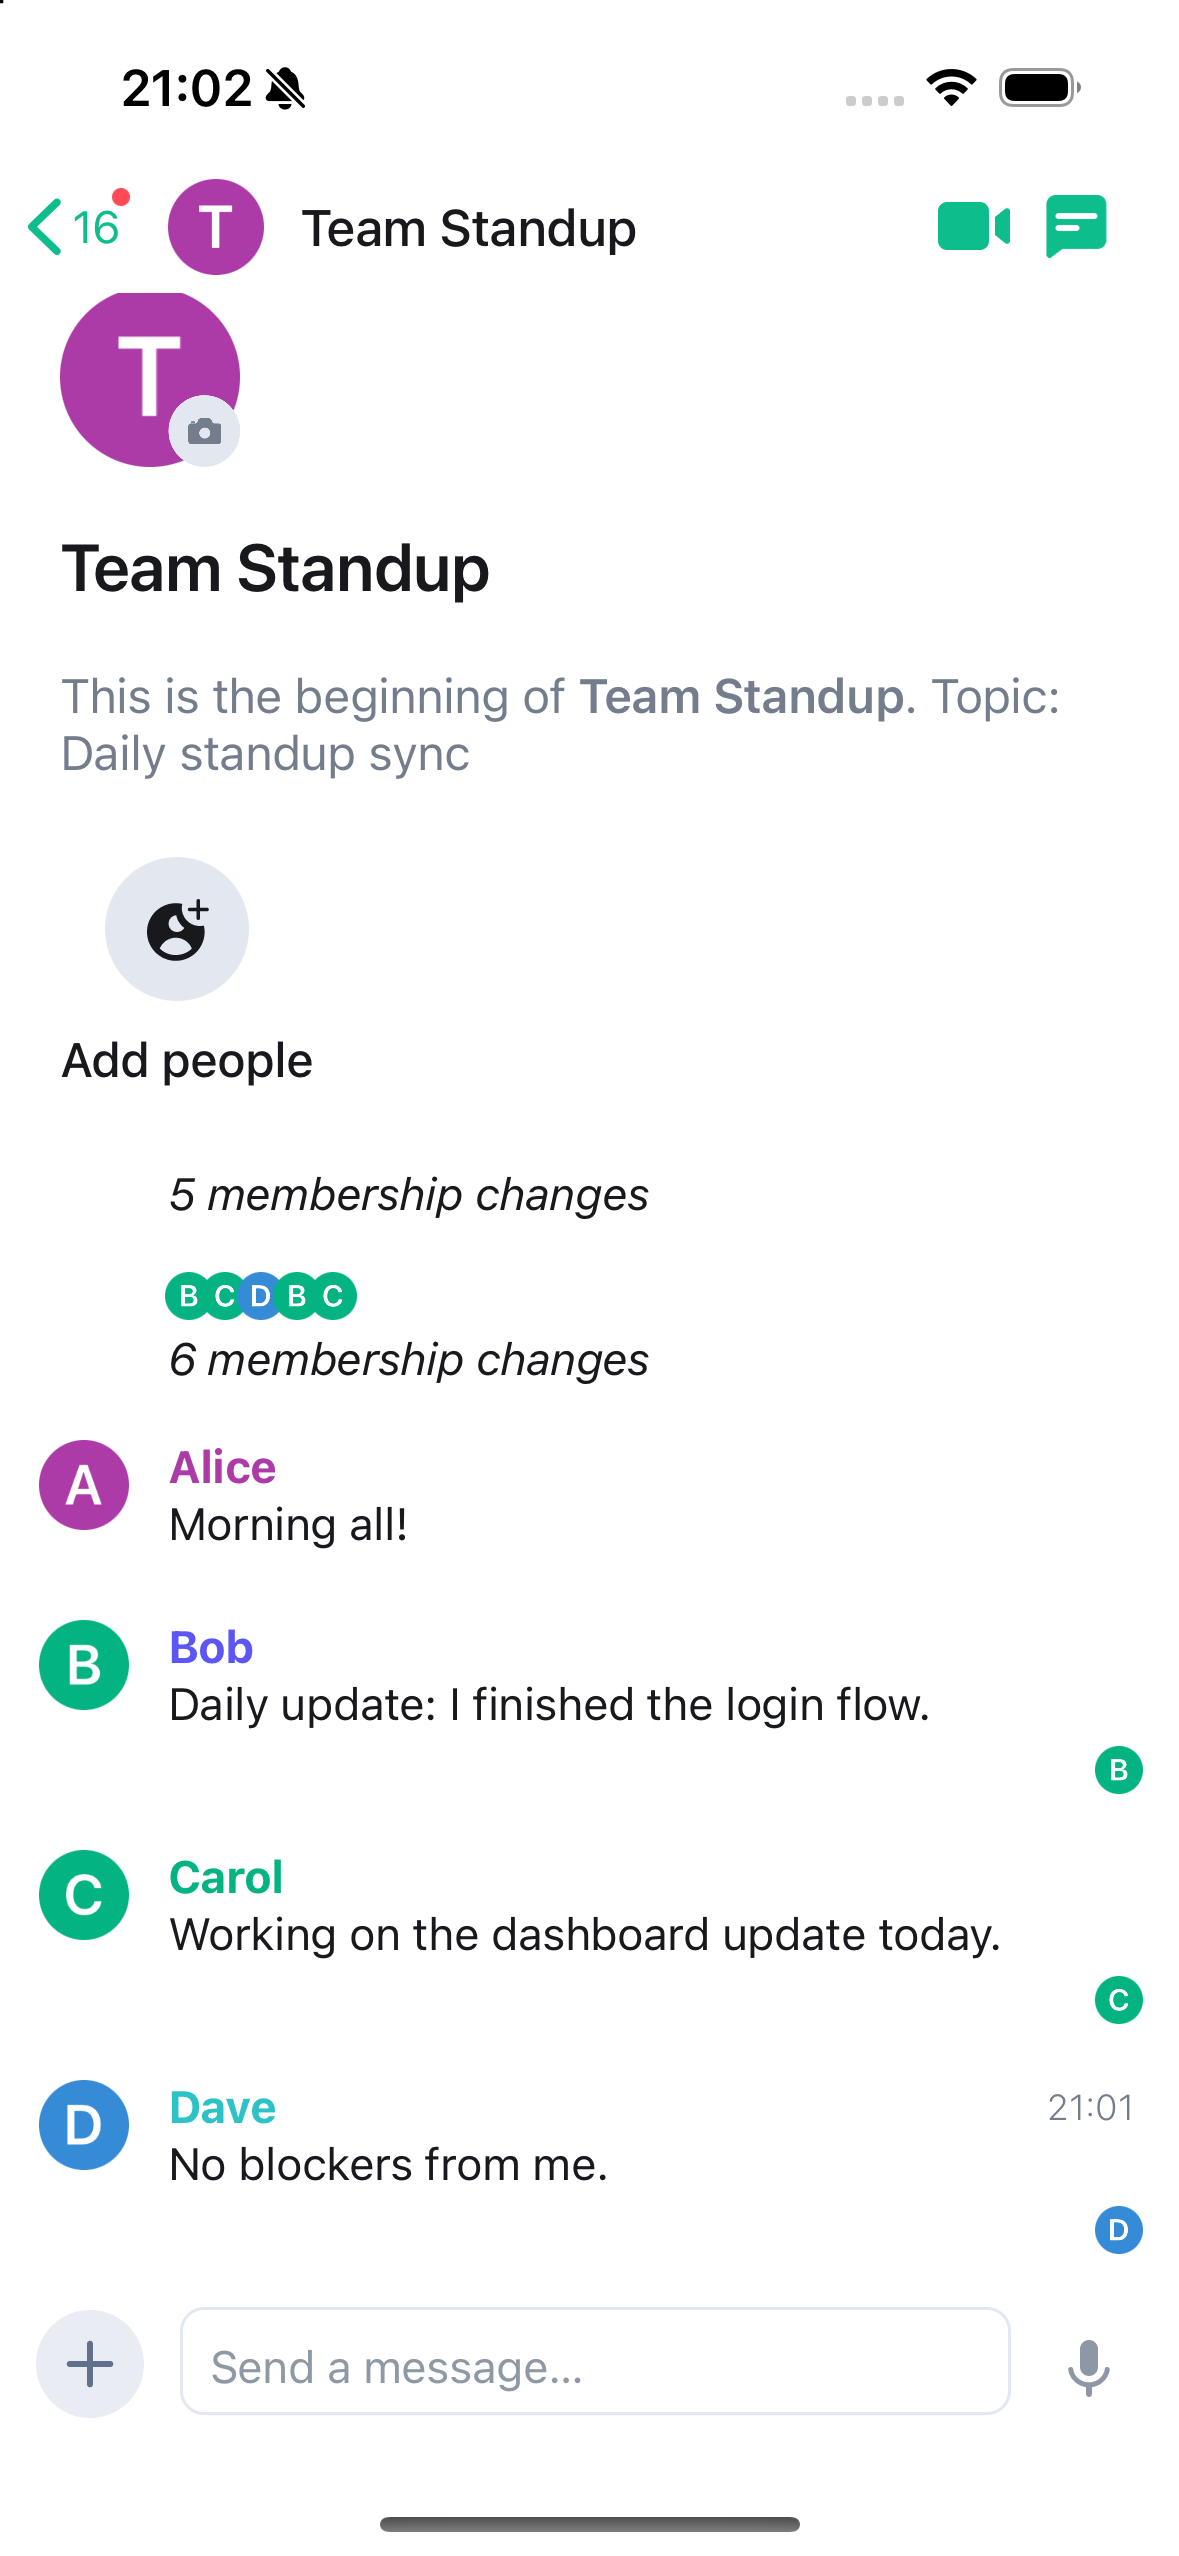 21:02
16
T
Team Standup
T
Team Standup
This is the beginning of Team Standup. Topic:
Daily standup sync
Add people
5 membership changes
B C D B C
6 membership changes
A
Alice
Morning all!
B
Bob
Daily update: I finished the login flow.
B
C
Carol
Working on the dashboard update today.
C
D
Dave
21:01
No blockers from me.
D
Send a message...